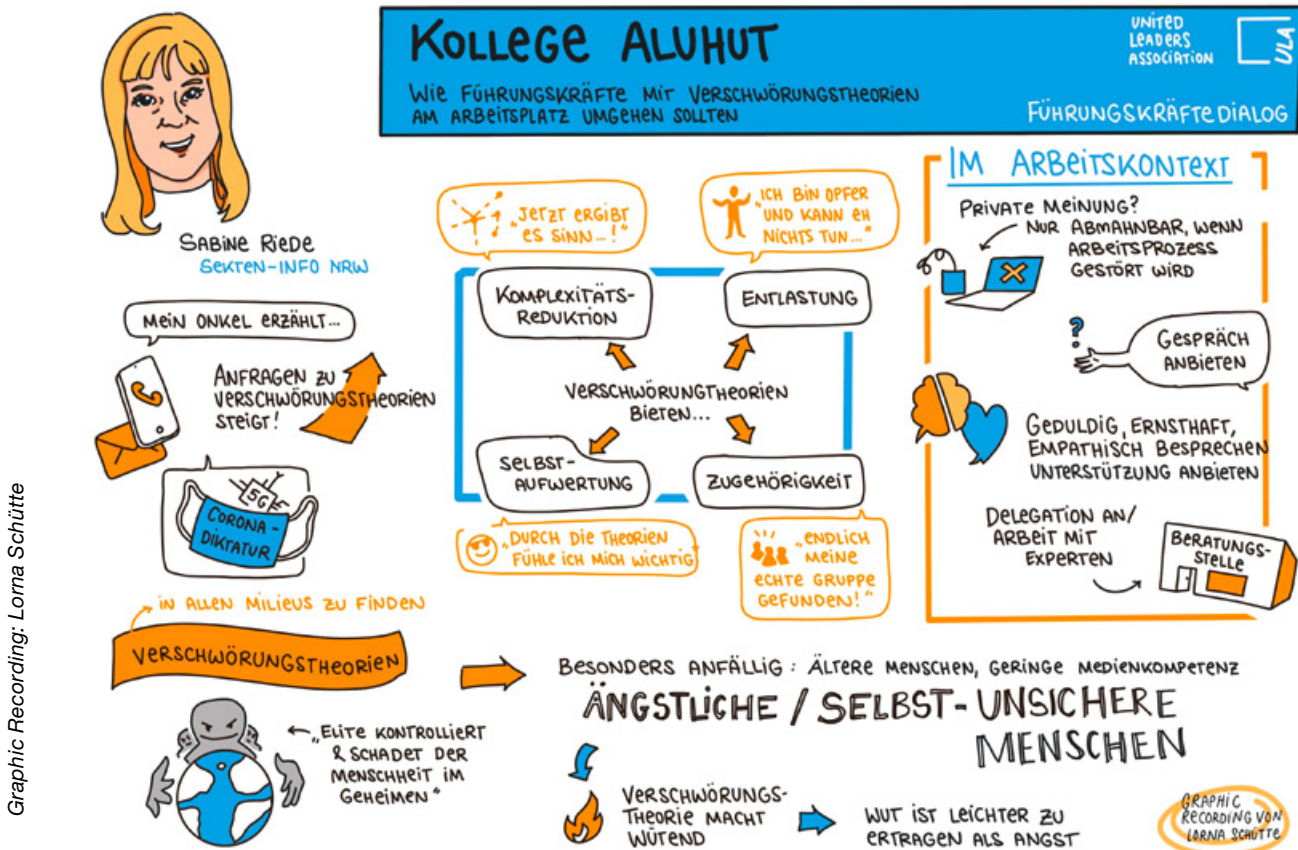 KOLLEGE ALUHUT
WIE FÜHRUNGSKRÄFTE MIT VERSCHWÖRUNGSTHEORIEN
AM ARBEITSPLATZ UMGEHEN SOLLTEN
UNITED
LEADERS
ASSOCIATION
ULA
FÜHRUNGSKRÄFTEDIALOG
SABINE RIEDE
SEKTEN-INFO NRW
MEIN ONKEL ERZÄHLT...
ANFRAGEN ZU
VERSCHWÖRUNGSTHEORIEN
STEIGT!
5G
CORONA-
DIKTATUR
IN ALLEN MILIEUS ZU FINDEN
VERSCHWÖRUNGSTHEORIEN
„ELITE KONTROLLIERT
& SCHADET DER
MENSCHHEIT IM
GEHEIMEN"
"JETZT ERGIBT
ES SINN...!"
"ICH BIN OPFER
UND KANN EH
NICHTS TUN..."
KOMPLEXITÄTS-
REDUKTION
ENTLASTUNG
VERSCHWÖRUNGTHEORIEN
BIETEN...
SELBST-
AUFWERTUNG
ZUGEHÖRIGKEIT
„DURCH DIE THEORIEN
FÜHLE ICH MICH WICHTIG"
„ENDLICH
MEINE
ECHTE GRUPPE
GEFUNDEN!"
IM ARBEITSKONTEXT
PRIVATE MEINUNG?
NUR ABMAHNBAR, WENN
ARBEITSPROZESS
GESTÖRT WIRD
?
GESPRÄCH
ANBIETEN
GEDULDIG, ERNSTHAFT,
EMPATHISCH BESPRECHEN
UNTERSTÜTZUNG ANBIETEN
DELEGATION AN/
ARBEIT MIT
EXPERTEN
BERATUNGS-
STELLE
BESONDERS ANFÄLLIG: ÄLTERE MENSCHEN, GERINGE MEDIENKOMPETENZ
ÄNGSTLICHE / SELBST-UNSICHERE
MENSCHEN
VERSCHWÖRUNGS-
THEORIE MACHT
WÜTEND
WUT IST LEICHTER ZU
ERTRAGEN ALS ANGST
GRAPHIC
RECORDING VON
LORNA SCHÜTTE
Graphic Recording: Lorna Schütte